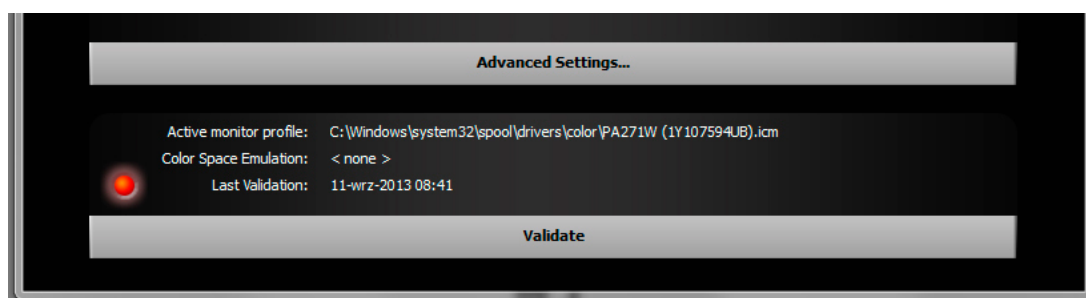 Advanced Settings...
Active monitor profile: C:\Windows\system32\spool\drivers\color\PA271W (1Y107594UB).icm
Color Space Emulation: < none >
Last Validation: 11-wrz-2013 08:41
Validate